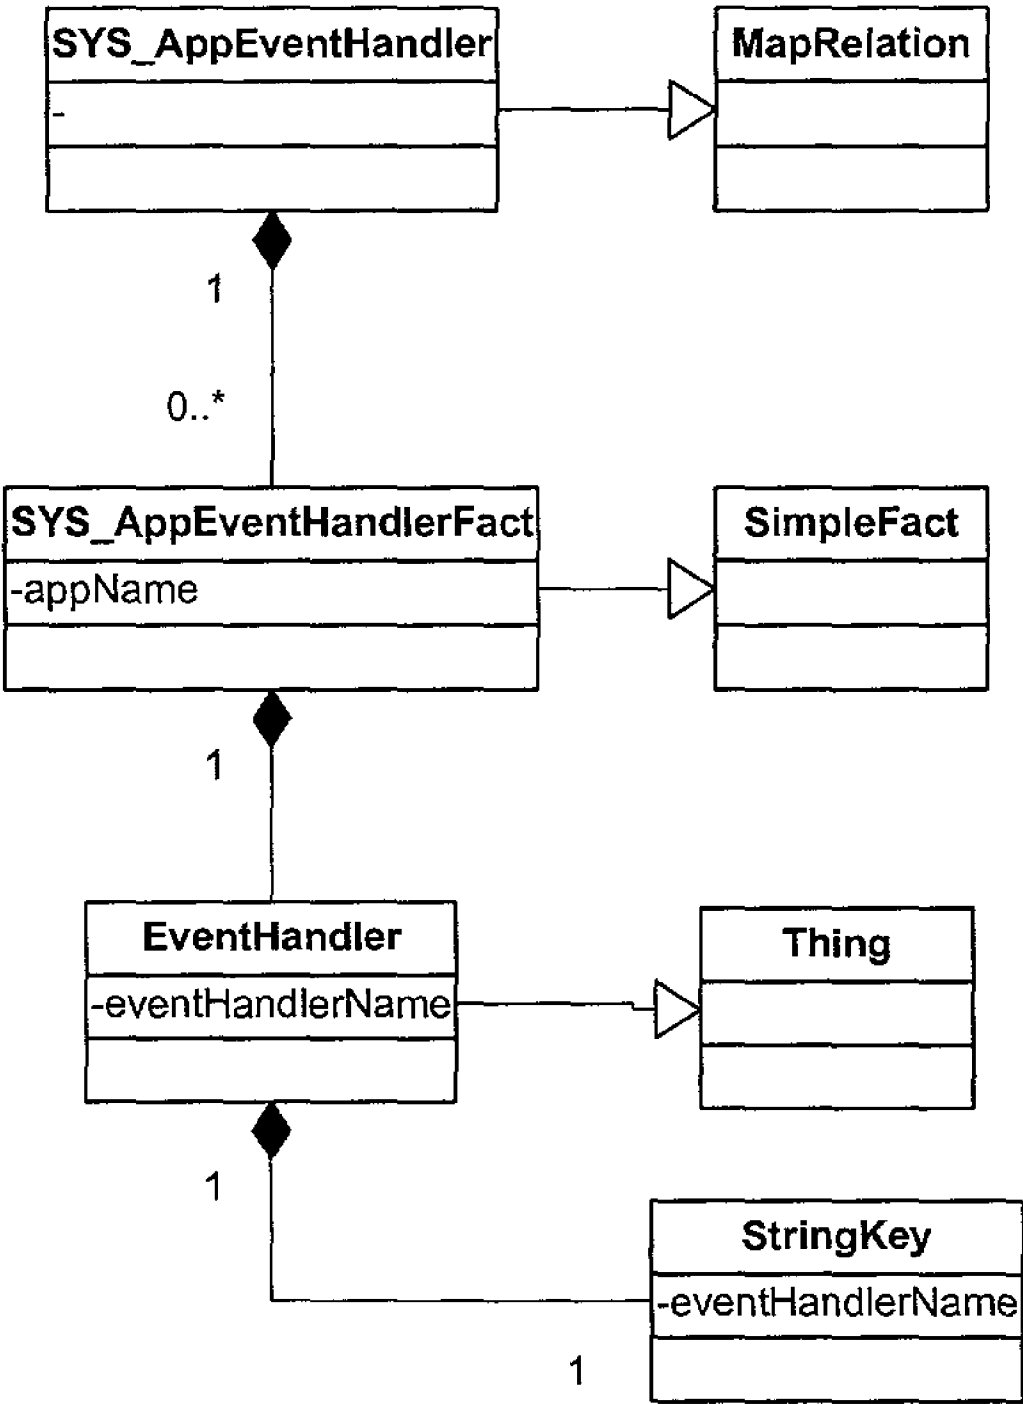 SYS_AppEventHandler
MapRelation
-
1
0..*
SYS_AppEventHandlerFact
SimpleFact
-appName
1
EventHandler
Thing
-eventHandlerName
1
StringKey
-eventHandlerName
1